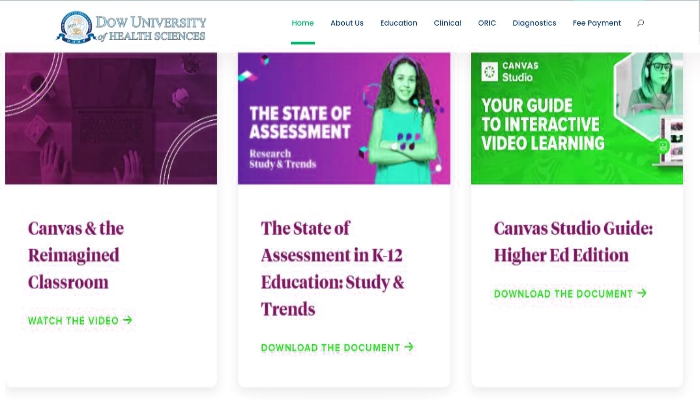 DOW UNIVERSITY
of HEALTH SCIENCES
Home About Us Education Clinical ORIC Diagnostics Fee Payment
THE STATE OF
ASSESSMENT
Research
Study & Trends
CANVAS
Studio
YOUR GUIDE
TO INTERACTIVE
VIDEO LEARNING
Canvas & the
Reimagined
Classroom
WATCH THE VIDEO →
The State of
Assessment in K-12
Education: Study &
Trends
DOWNLOAD THE DOCUMENT →
Canvas Studio Guide:
Higher Ed Edition
DOWNLOAD THE DOCUMENT →